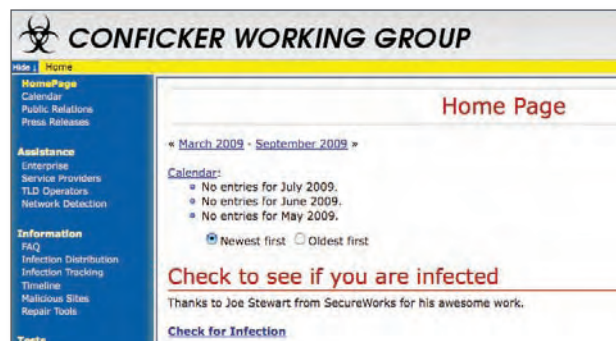 CONFICKER WORKING GROUP
Hide Home
HomePage
Calendar
Public Relations
Press Releases
Assistance
Enterprise
Service Providers
TLD Operators
Network Detection
Information
FAQ
Infection Distribution
Infection Tracking
Timeline
Malicious Sites
Repair Tools
Tests
Home Page
« March 2009 - September 2009 »
Calendar:
No entries for July 2009.
No entries for June 2009.
No entries for May 2009.
Newest first Oldest first
Check to see if you are infected
Thanks to Joe Stewart from SecureWorks for his awesome work.
Check for Infection